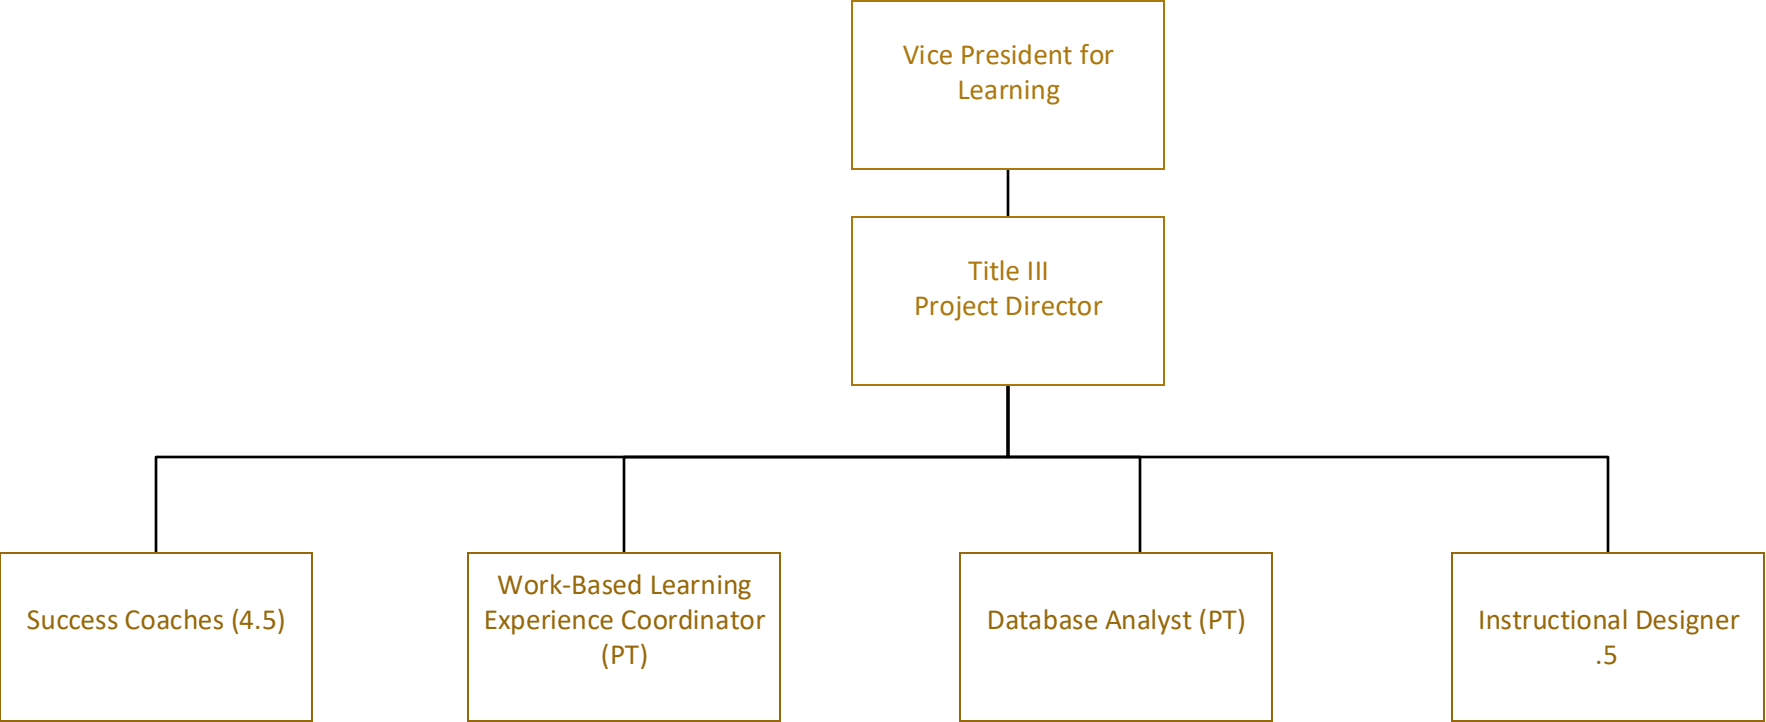 Vice President for
Learning
Title III
Project Director
Success Coaches (4.5)
Work-Based Learning
Experience Coordinator
(PT)
Database Analyst (PT)
Instructional Designer
.5